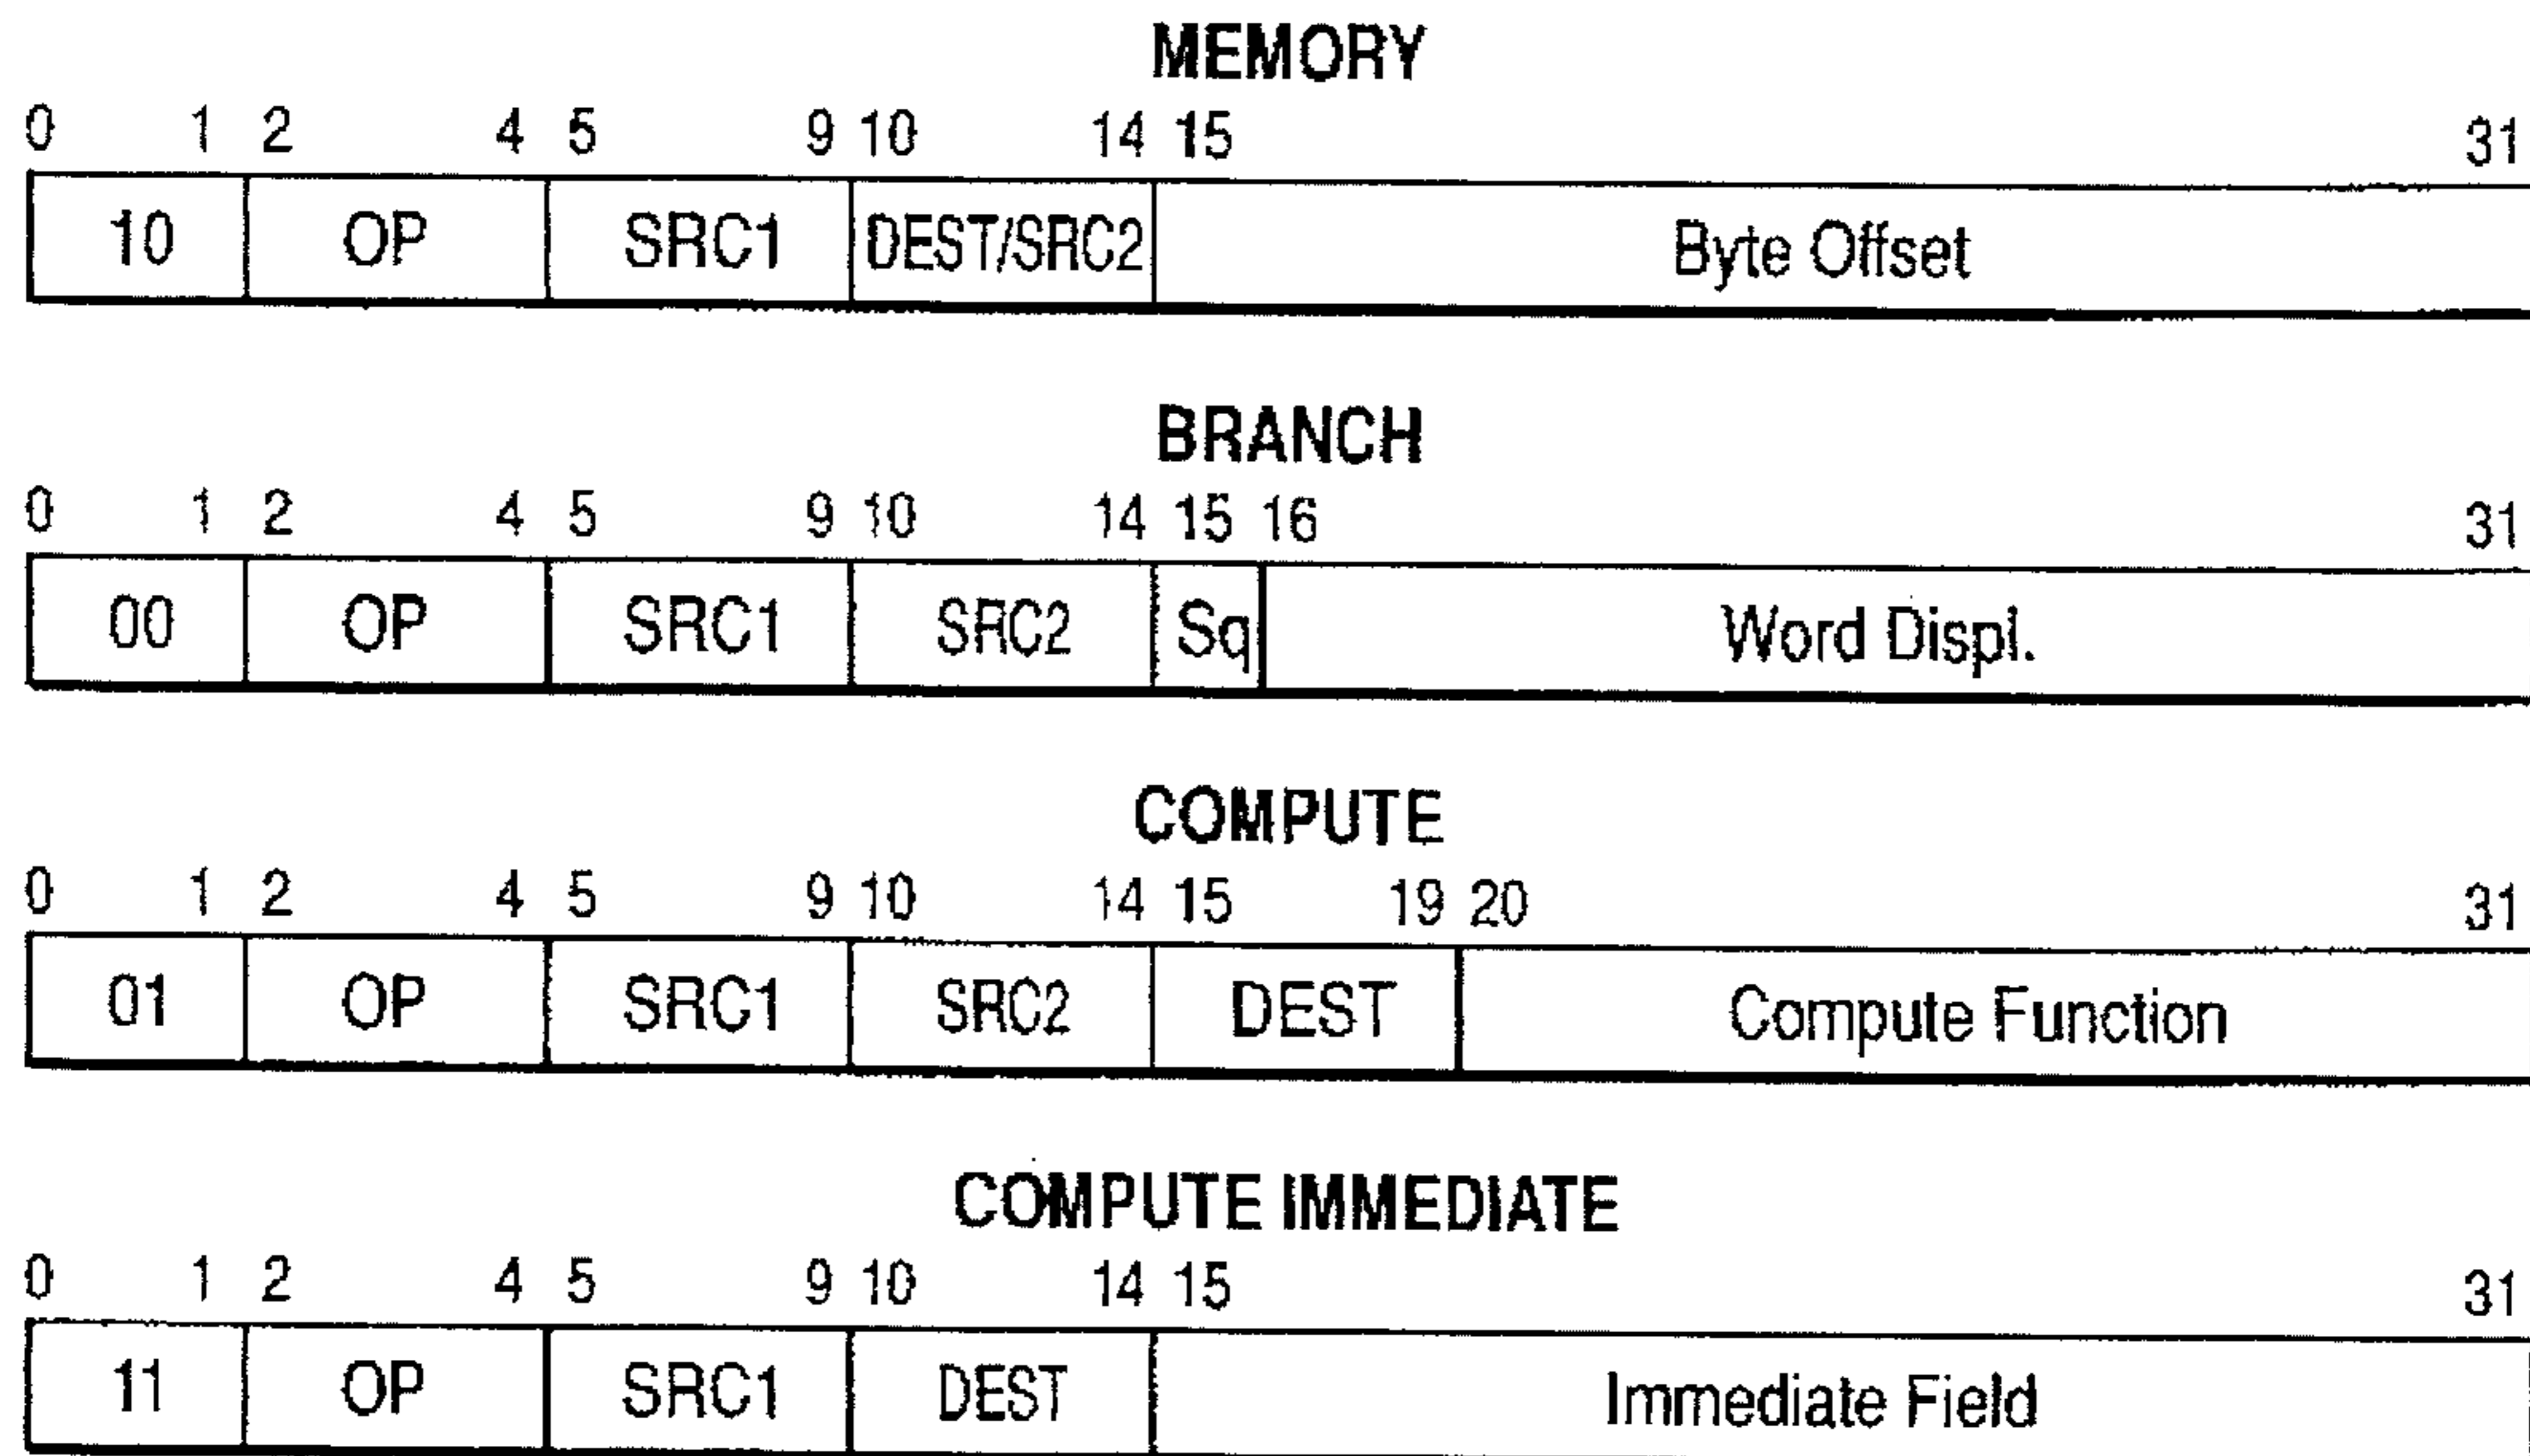 MEMORY
0 1 2 4 5 9 10 14 15 31
10 OP SRC1 DEST/SRC2 Byte Offset
BRANCH
0 1 2 4 5 9 10 14 15 16 31
00 OP SRC1 SRC2 Sq Word Displ.
COMPUTE
0 1 2 4 5 9 10 14 15 19 20 31
01 OP SRC1 SRC2 DEST Compute Function
COMPUTE IMMEDIATE
0 1 2 4 5 9 10 14 15 31
11 OP SRC1 DEST Immediate Field